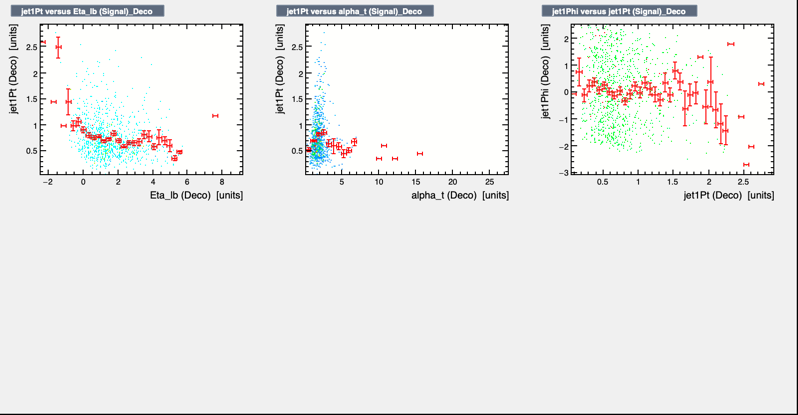 jet1Pt versus Eta_lb (Signal)_Deco
jet1Pt (Deco) [units]
2.5
2
1.5
1
0.5
−2 0 2 4 6 8
Eta_lb (Deco) [units]
jet1Pt versus alpha_t (Signal)_Deco
jet1Pt (Deco) [units]
2.5
2
1.5
1
0.5
5 10 15 20 25
alpha_t (Deco) [units]
jet1Phi versus jet1Pt (Signal)_Deco
jet1Phi (Deco) [units]
2
1
0
−1
−2
−3
0.5 1 1.5 2 2.5
jet1Pt (Deco) [units]